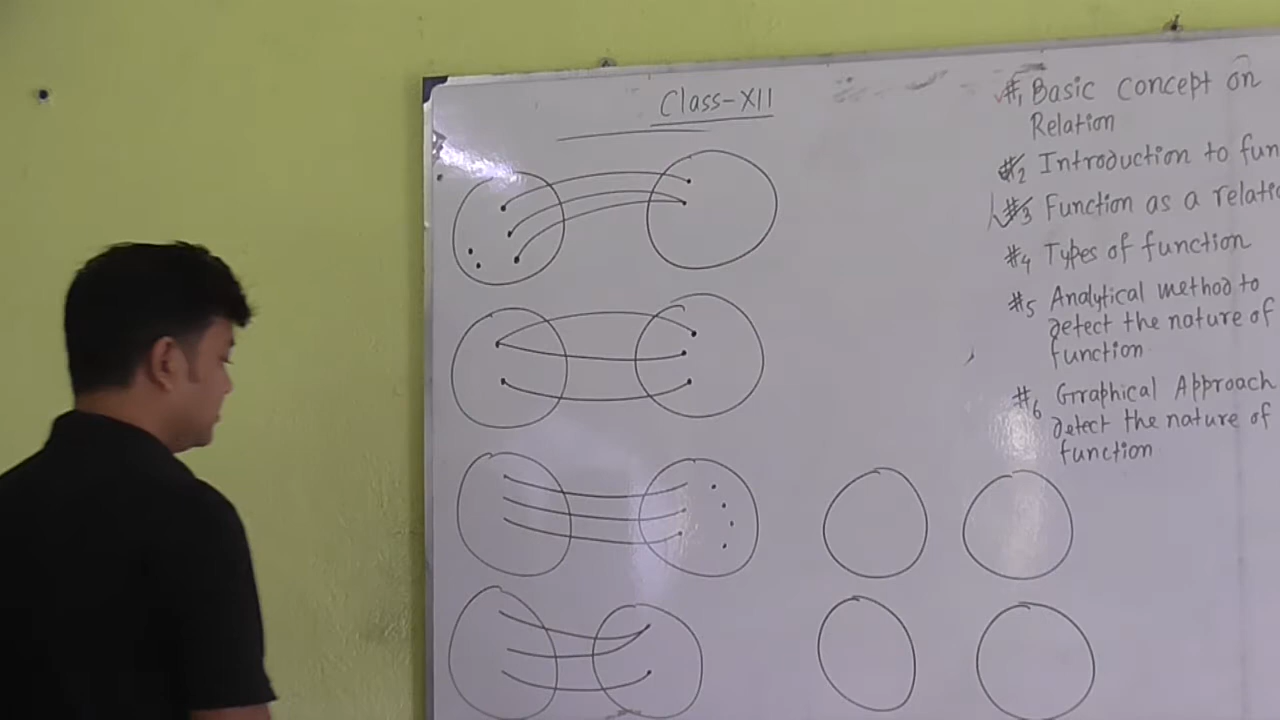 Class-XII
#1 Basic concept on
Relation
#2 Introduction to fun
#3 Function as a relatio
#4 Types of function
#5 Analytical method to
detect the nature of
function
#6 Graphical Approach
detect the nature of
function